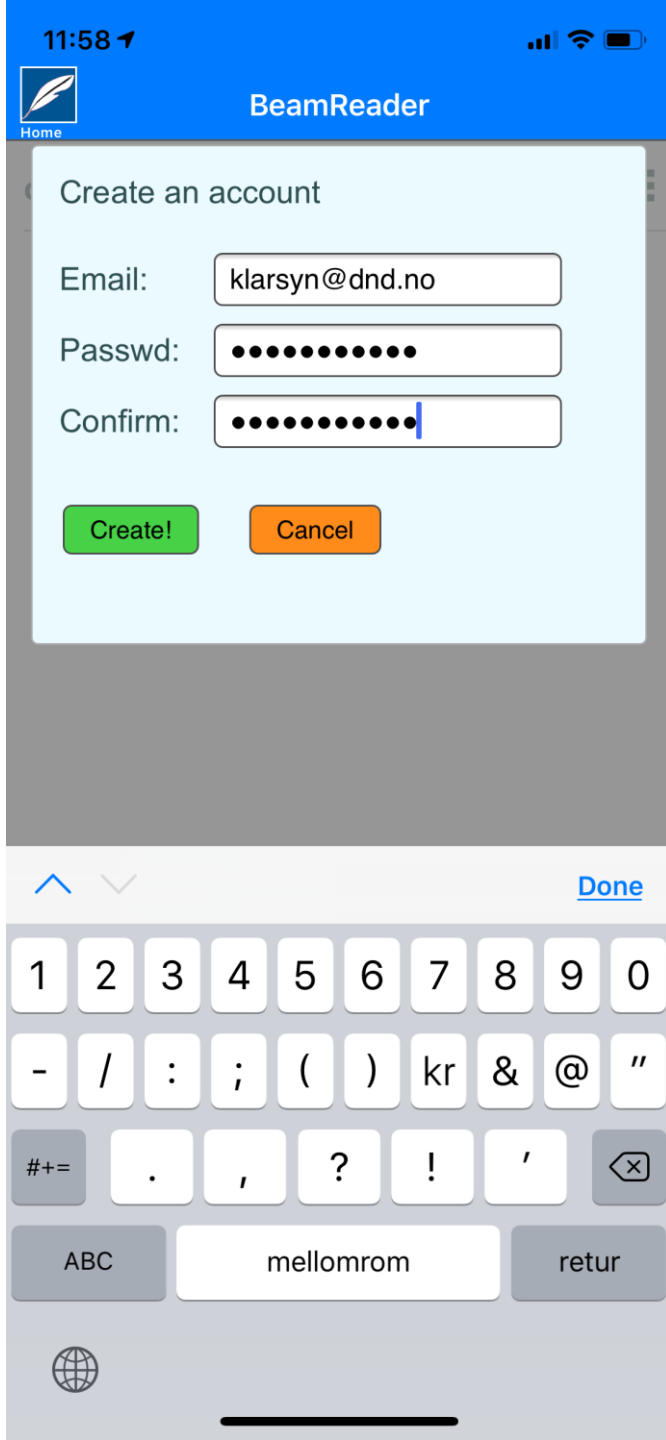 11:58
Home
BeamReader
Create an account
Email: klarsyn@dnd.no
Passwd: •••••••••••
Confirm: •••••••••••
Create! Cancel
Done
1 2 3 4 5 6 7 8 9 0
- / : ; ( ) kr & @ "
#+= . , ? ! '
ABC mellomrom retur